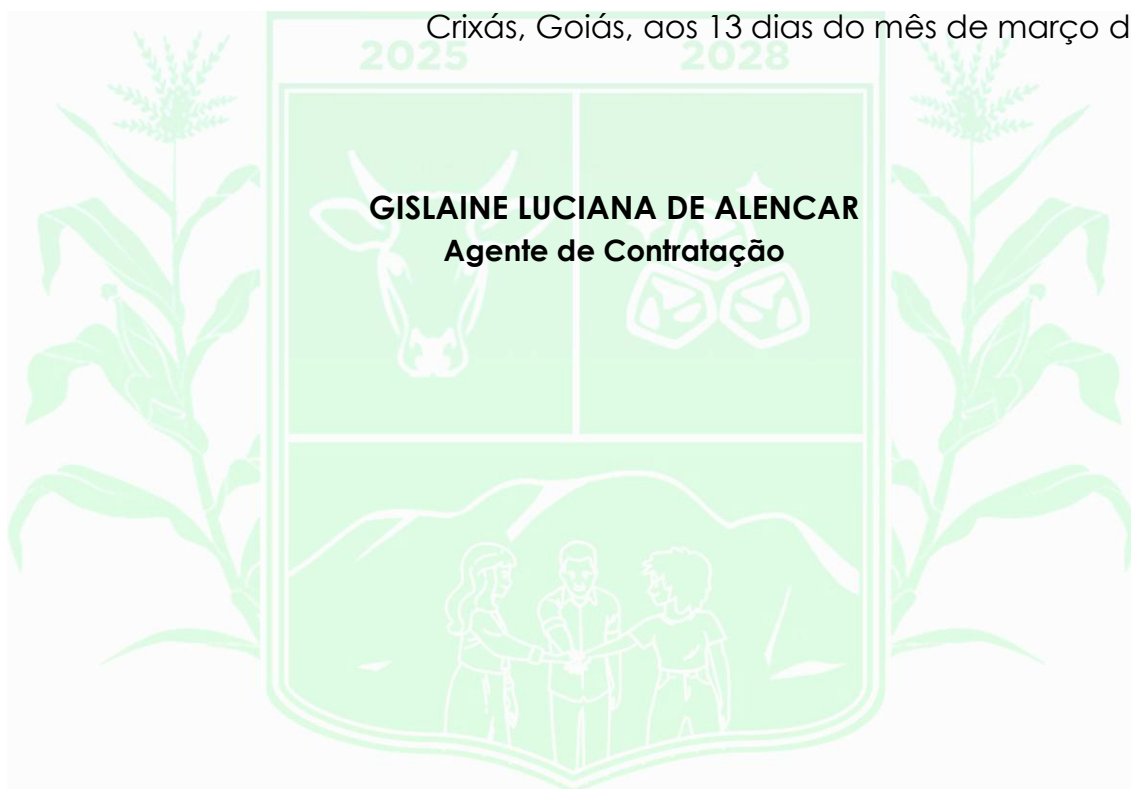 Crixás, Goiás, aos 13 dias do mês de março d
2025 2028
GISLAINE LUCIANA DE ALENCAR
Agente de Contratação